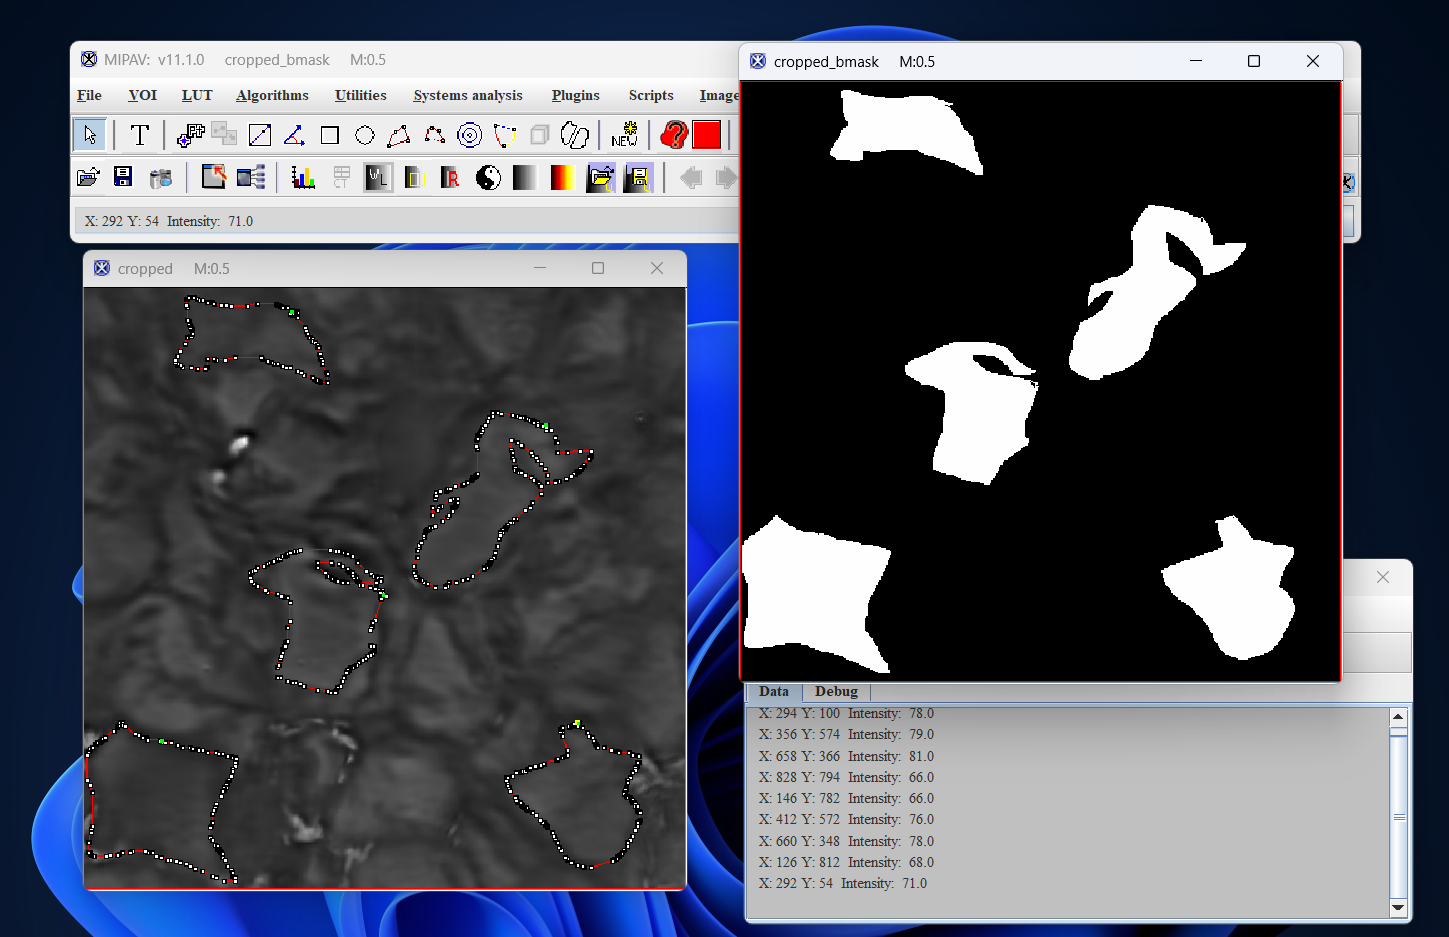 MIPAV: v11.1.0 cropped_bmask M:0.5
File VOI LUT Algorithms Utilities Systems analysis Plugins Scripts Image
T NEW ?
CT WL R
X: 292 Y: 54 Intensity: 71.0
cropped_bmask M:0.5
cropped M:0.5
Data Debug
X: 294 Y: 100 Intensity: 78.0
X: 356 Y: 574 Intensity: 79.0
X: 658 Y: 366 Intensity: 81.0
X: 828 Y: 794 Intensity: 66.0
X: 146 Y: 782 Intensity: 66.0
X: 412 Y: 572 Intensity: 76.0
X: 660 Y: 348 Intensity: 78.0
X: 126 Y: 812 Intensity: 68.0
X: 292 Y: 54 Intensity: 71.0